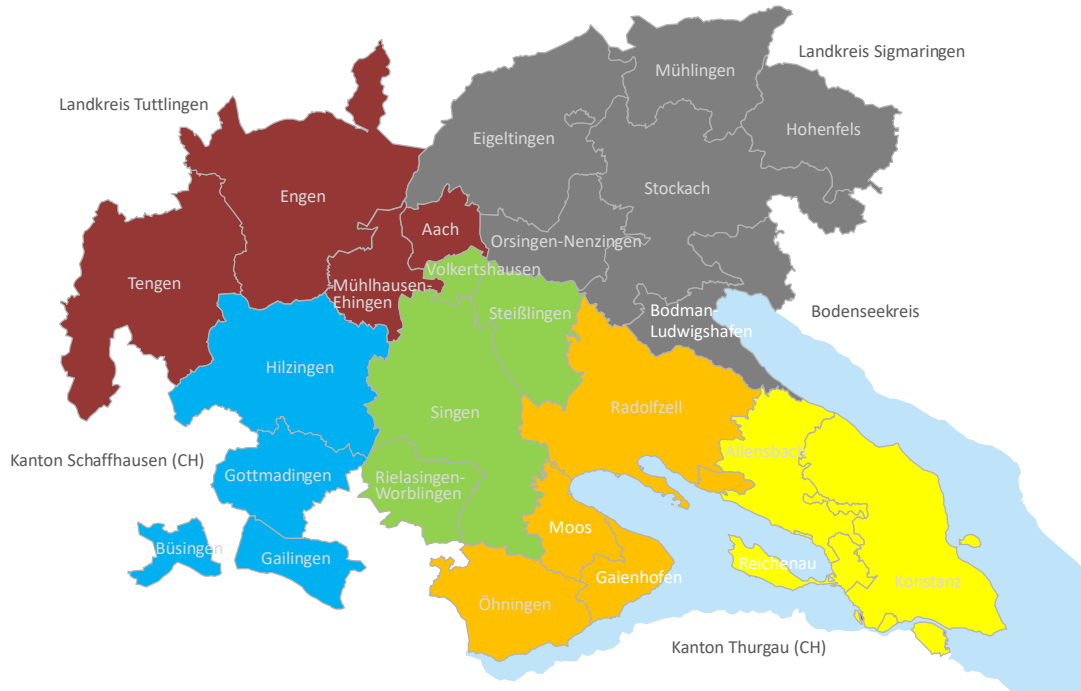 Landkreis Sigmaringen
Mühlingen
Landkreis Tuttlingen
Hohenfels
Eigeltingen
Stockach
Engen
Aach
Orsingen-Nenzingen
Volkertshausen
Tengen
Mühlhausen-
Ehingen
Steißlingen
Bodman-
Ludwigshafen
Bodenseekreis
Hilzingen
Radolfzell
Singen
Allensbach
Kanton Schaffhausen (CH)
Gottmadingen
Rielasingen-
Worblingen
Moos
Büsingen
Gailingen
Gaienhofen
Reichenau
Konstanz
Öhningen
Kanton Thurgau (CH)